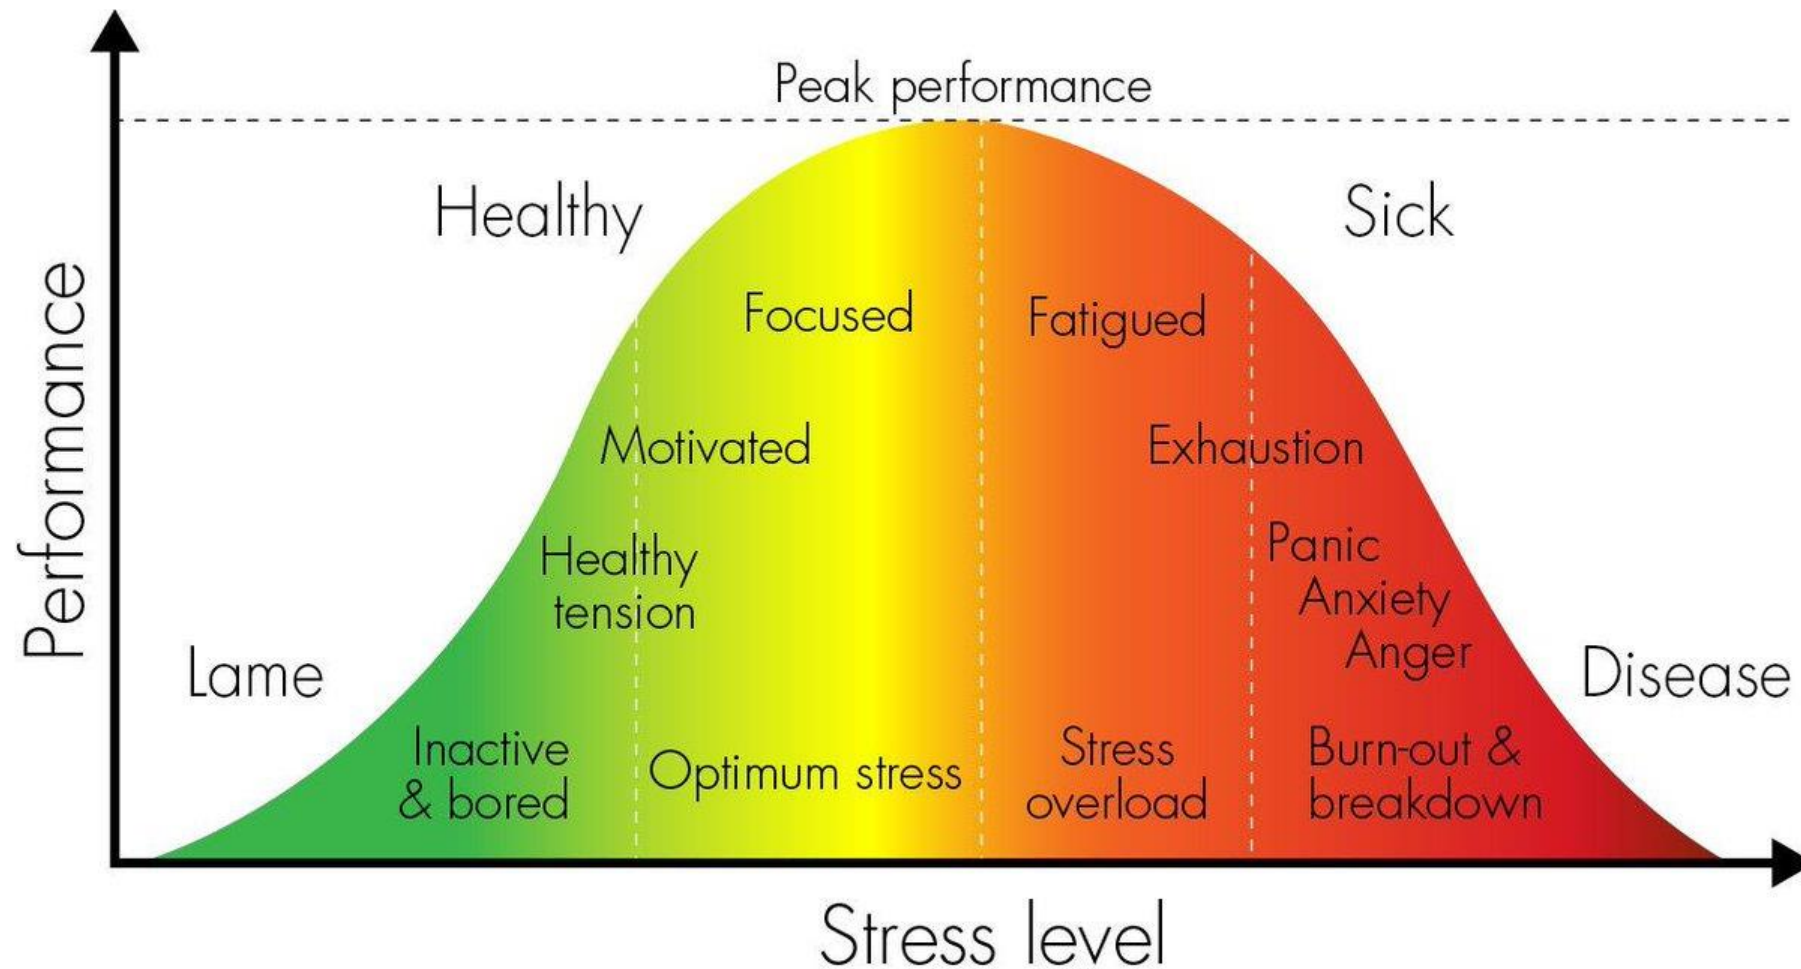 Peak performance
Healthy
Sick
Focused
Fatigued
Motivated
Exhaustion
Healthy
tension
Panic
Anxiety
Anger
Lame
Disease
Inactive
& bored
Optimum stress
Stress
overload
Burn-out &
breakdown
Performance
Stress level